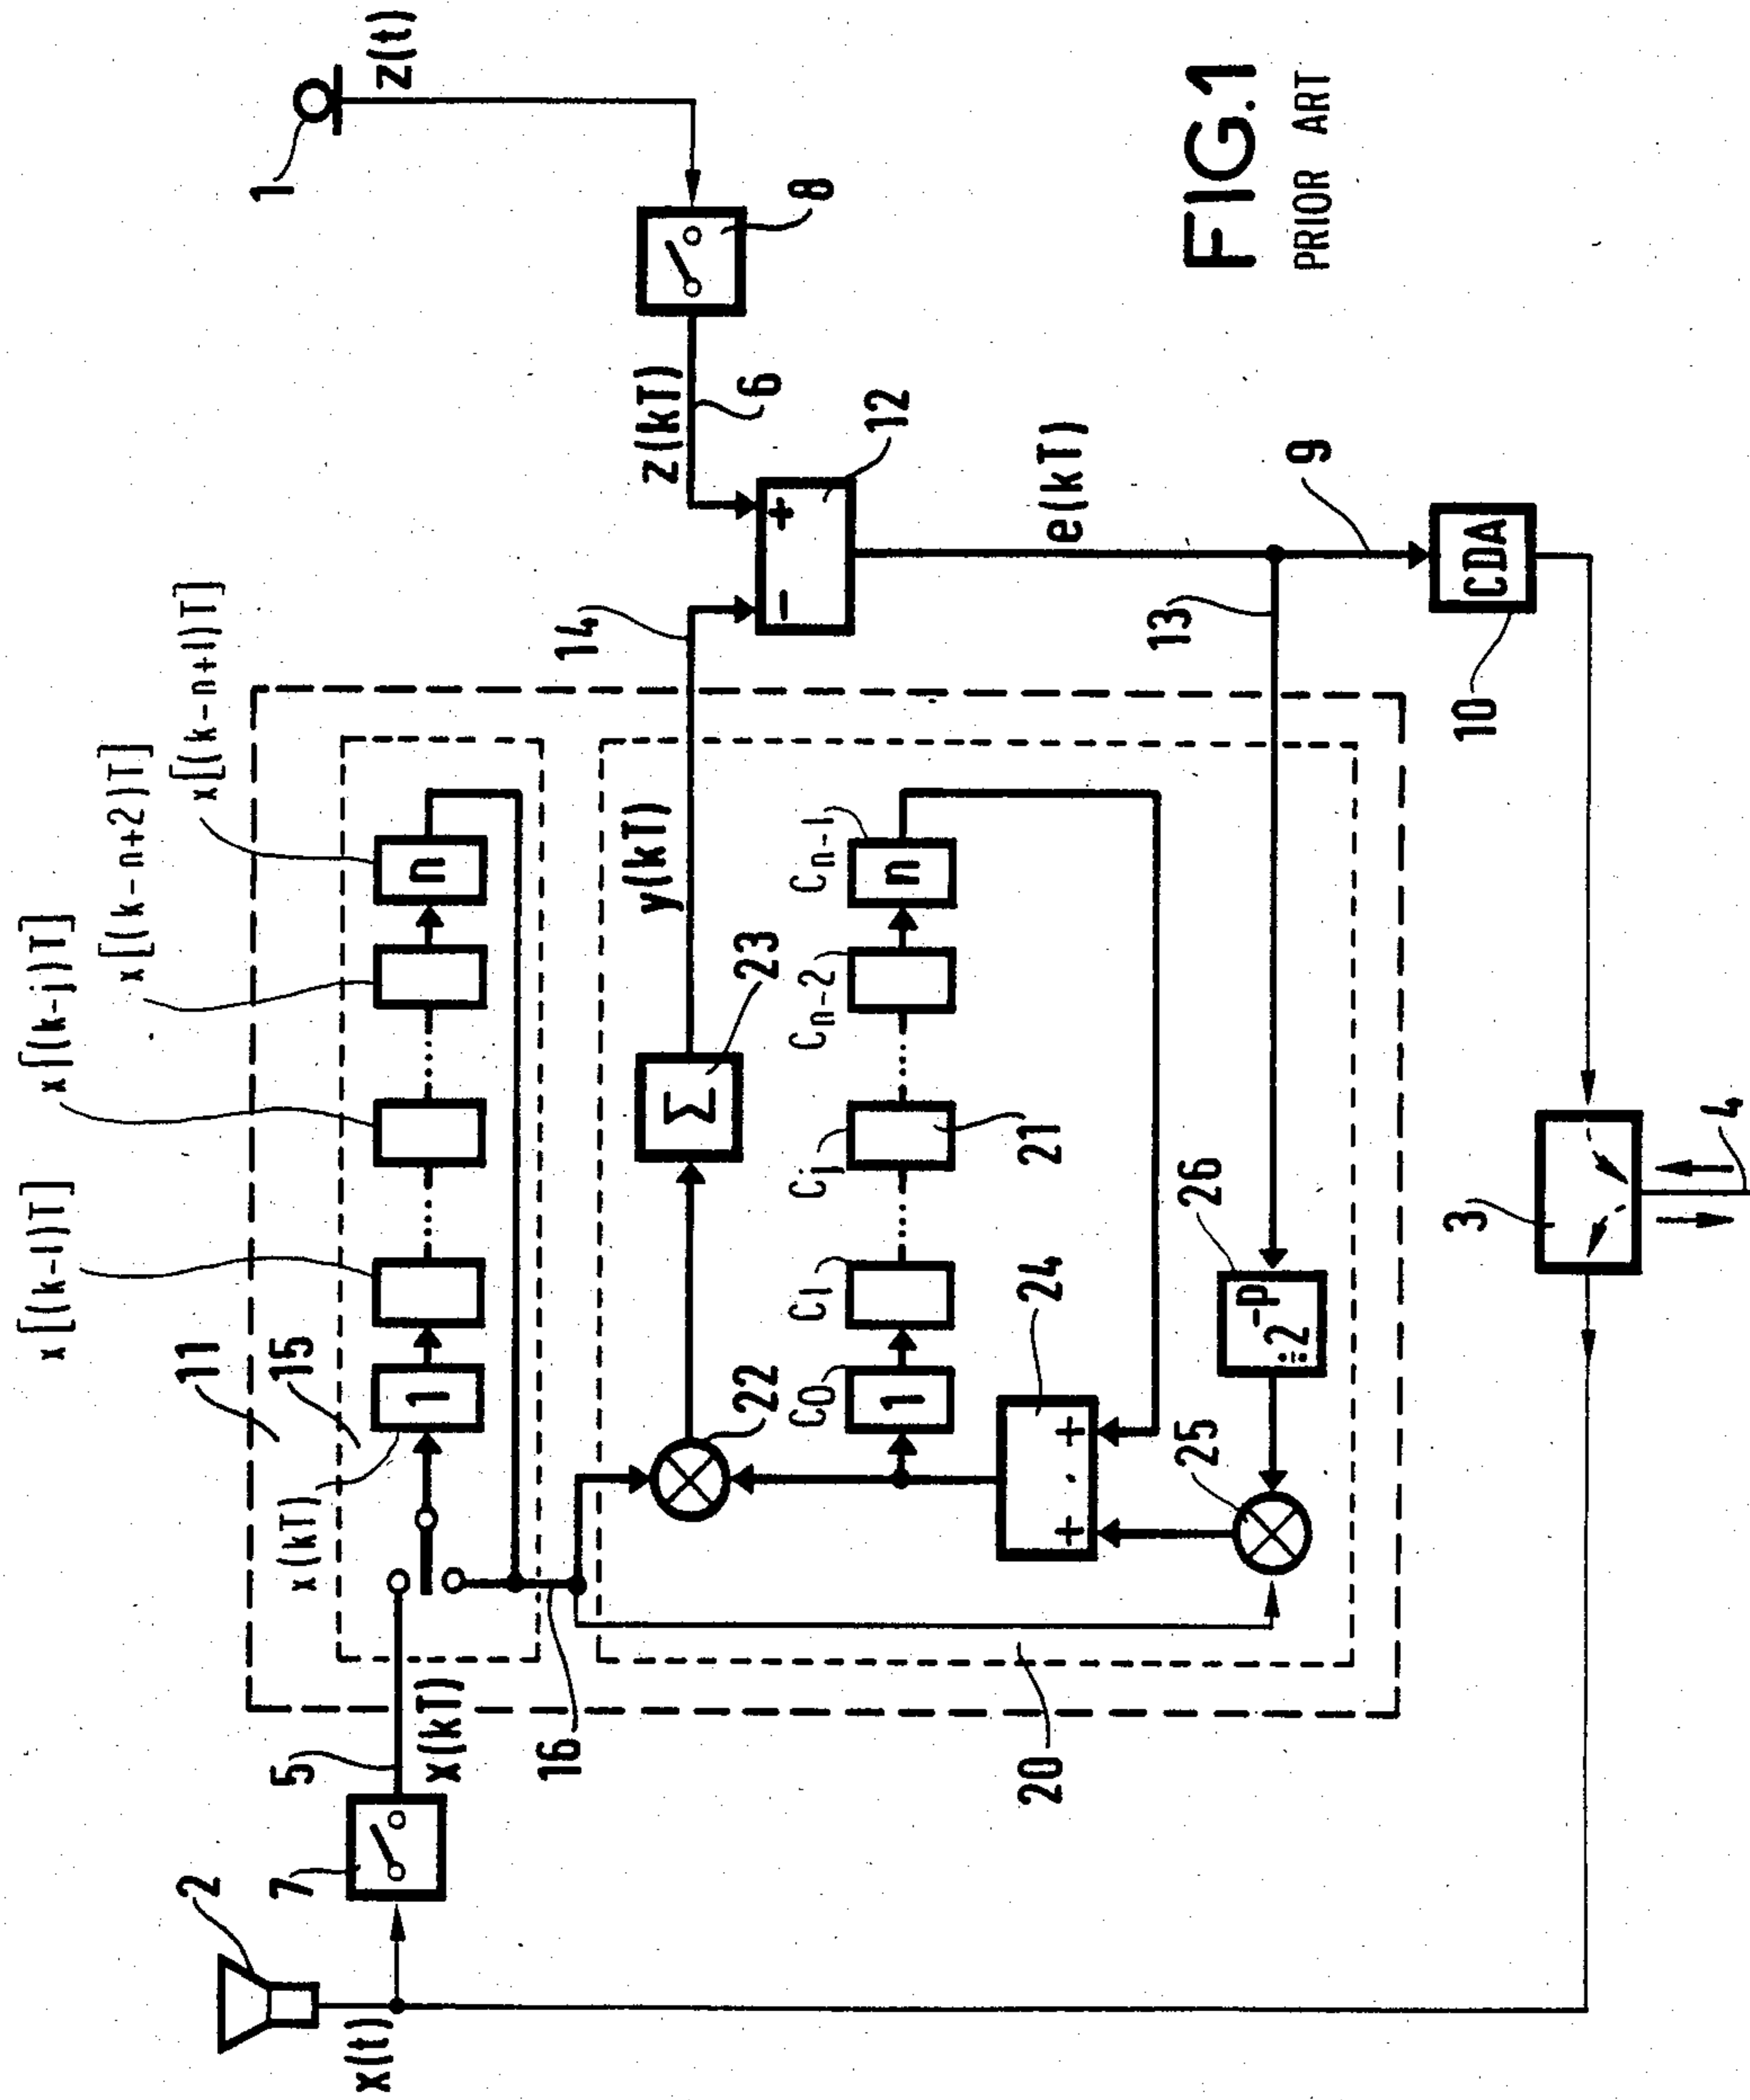 x[(k-1)T]
x[(k-j)T]
x[(k-n+2)T]
x[(k-n+1)T]
11
15
x(kT)
1
n
1
z(t)
2
7
5
x(kT)
x(t)
16
8
z(kT)
6
14
y(kT)
Σ
23
22
- +
12
C0
C1
Cj
Cn-2
Cn-1
1
n
21
24
+ . +
e(kT)
25
26
÷2-p
13
9
20
CDA
10
3
4
FIG.1
PRIOR ART